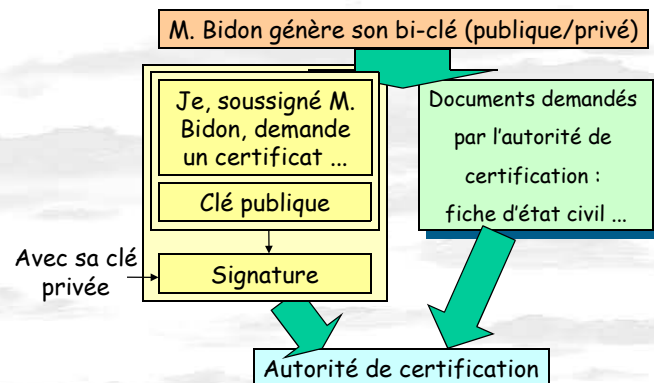 M. Bidon génère son bi-clé (publique/privé)
Je, soussigné M.
Bidon, demande
un certificat ...
Clé publique
Avec sa clé
privée
Signature
Documents demandés
par l'autorité de
certification :
fiche d'état civil ...
Autorité de certification